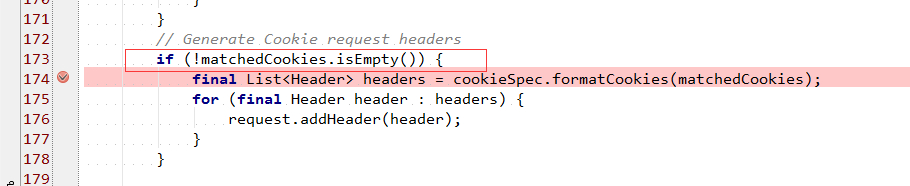 170 }
171 }
172 // Generate Cookie request headers
173 if (!matchedCookies.isEmpty()) {
174 final List<Header> headers = cookieSpec.formatCookies(matchedCookies);
175 for (final Header header : headers) {
176 request.addHeader(header);
177 }
178 }
179